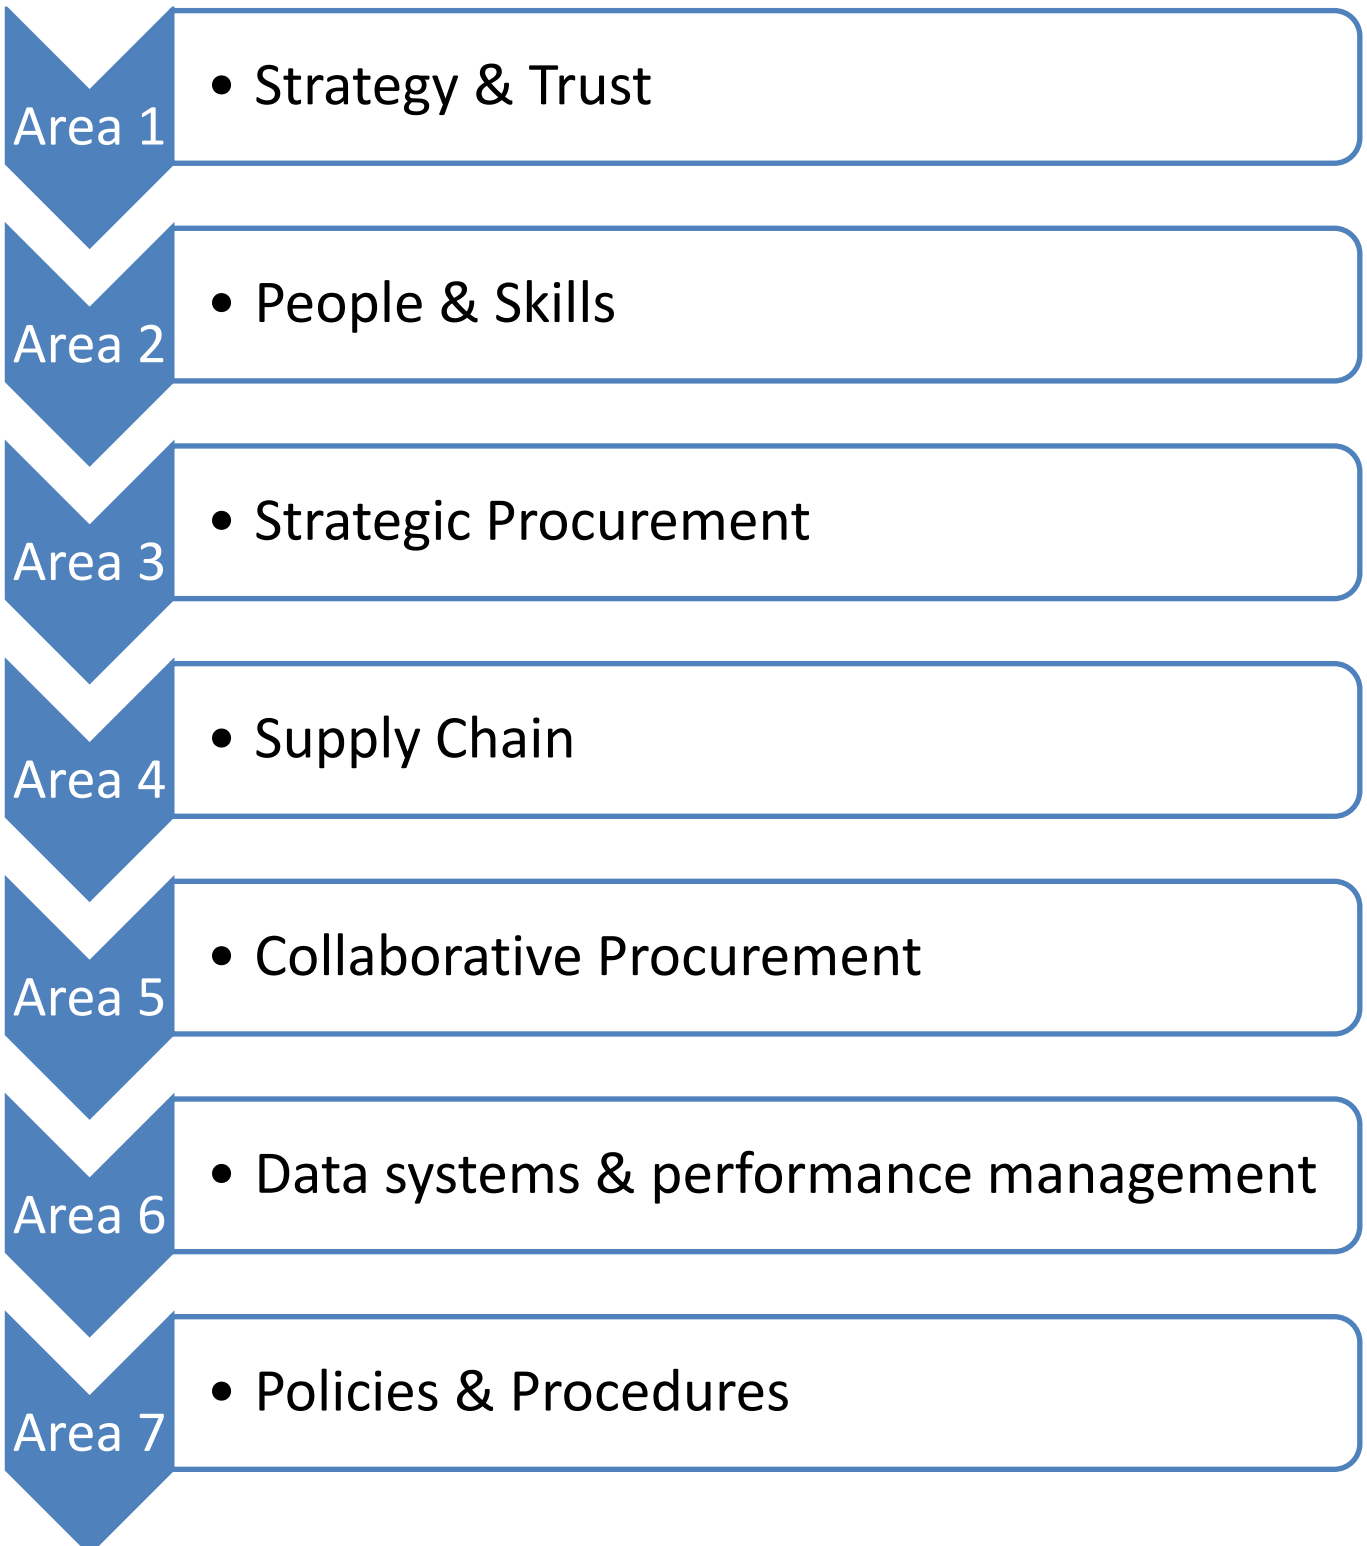 Area 1
• Strategy & Trust
Area 2
• People & Skills
Area 3
• Strategic Procurement
Area 4
• Supply Chain
Area 5
• Collaborative Procurement
Area 6
• Data systems & performance management
Area 7
• Policies & Procedures